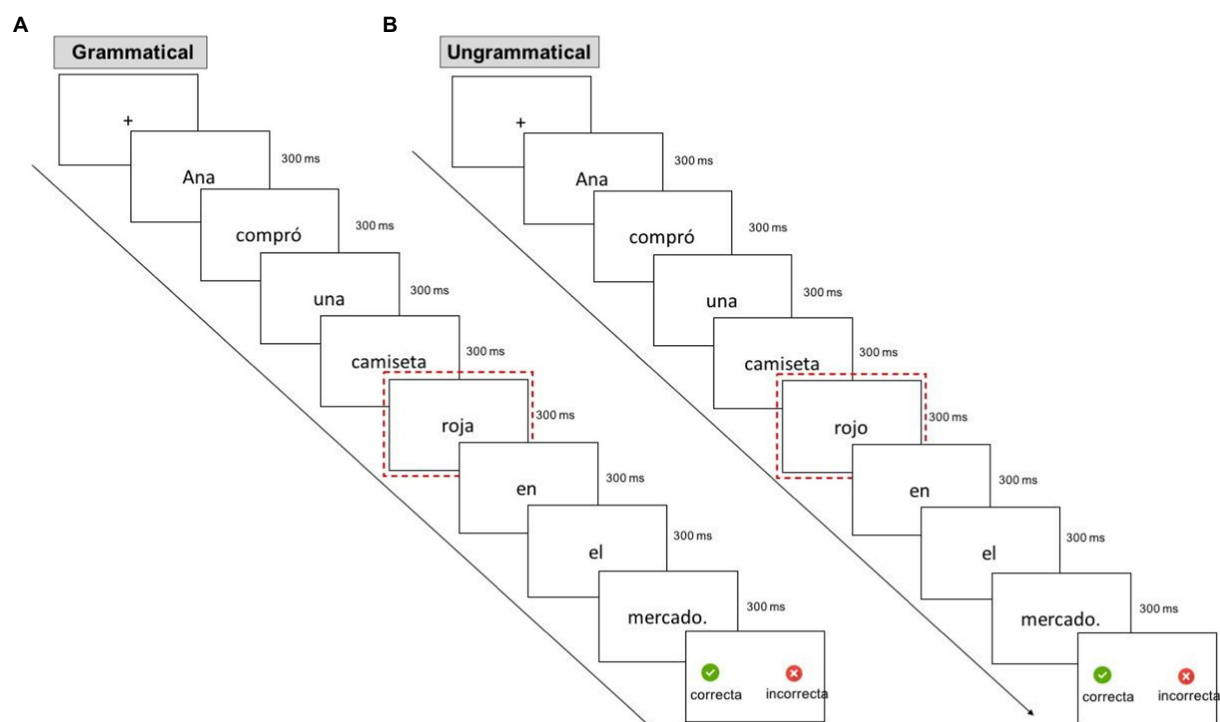 A
Grammatical
+
300 ms
Ana
300 ms
compró
300 ms
una
300 ms
camiseta
300 ms
roja
300 ms
en
300 ms
el
300 ms
mercado.
correcta
incorrecta
B
Ungrammatical
+
300 ms
Ana
300 ms
compró
300 ms
una
300 ms
camiseta
300 ms
rojo
300 ms
en
300 ms
el
300 ms
mercado.
correcta
incorrecta